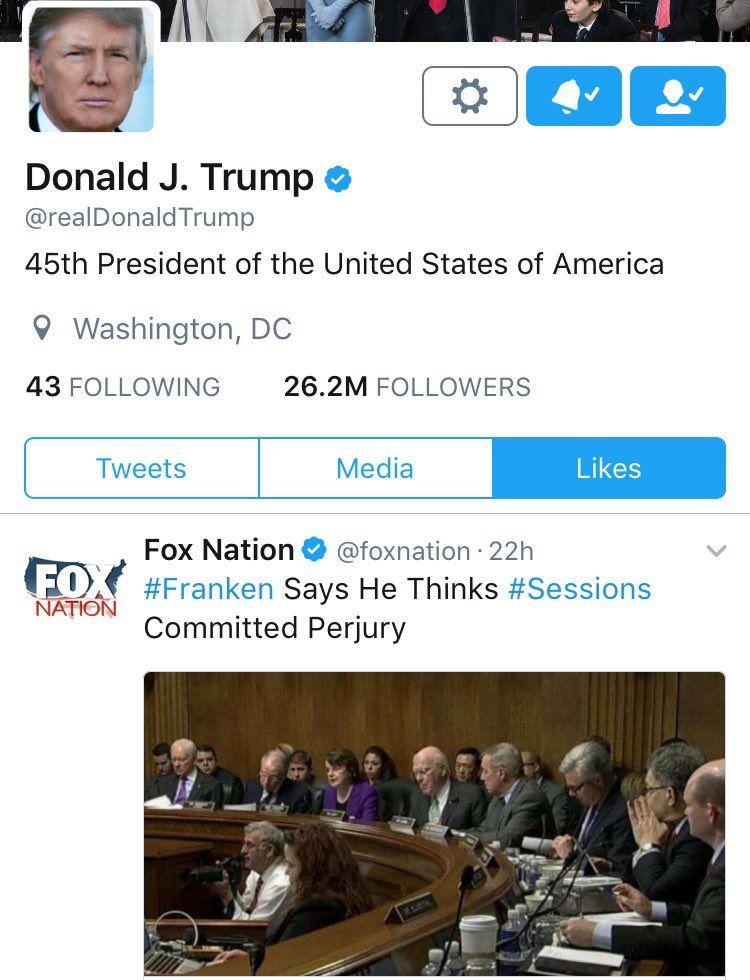 Donald J. Trump
@realDonaldTrump
45th President of the United States of America
Washington, DC
43 FOLLOWING 26.2M FOLLOWERS
Tweets Media Likes
Fox Nation @foxnation · 22h
FOX
NATION
#Franken Says He Thinks #Sessions
Committed Perjury